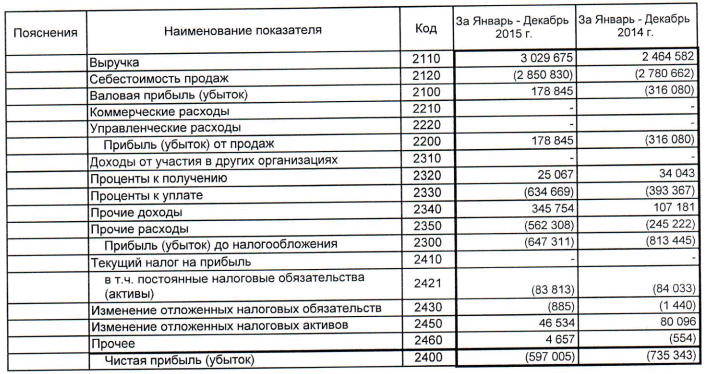 Пояснения Наименование показателя Код За Январь - Декабрь 2015 г. За Январь - Декабрь 2014 г.
Выручка 2110 3 029 675 2 464 582
Себестоимость продаж 2120 (2 850 830) (2 780 662)
Валовая прибыль (убыток) 2100 178 845 (316 080)
Коммерческие расходы 2210 - -
Управленческие расходы 2220 - -
Прибыль (убыток) от продаж 2200 178 845 (316 080)
Доходы от участия в других организациях 2310 - -
Проценты к получению 2320 25 067 34 043
Проценты к уплате 2330 (634 669) (393 367)
Прочие доходы 2340 345 754 107 181
Прочие расходы 2350 (562 308) (245 222)
Прибыль (убыток) до налогообложения 2300 (647 311) (813 445)
Текущий налог на прибыль 2410 - -
в т.ч. постоянные налоговые обязательства
(активы) 2421 (83 813) (84 033)
Изменение отложенных налоговых обязательств 2430 (885) (1 440)
Изменение отложенных налоговых активов 2450 46 534 80 096
Прочее 2460 4 657 (554)
Чистая прибыль (убыток) 2400 (597 005) (735 343)